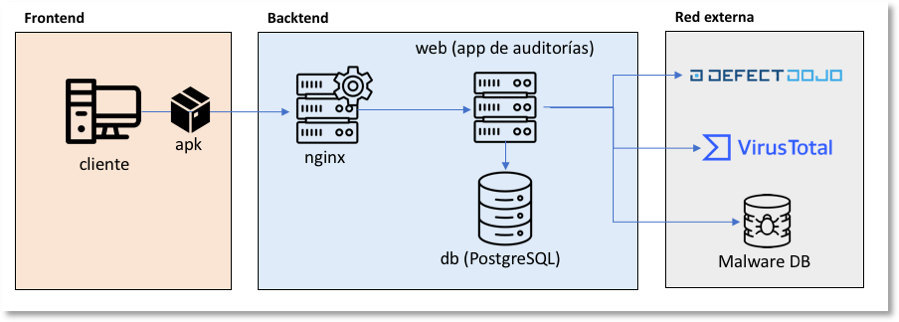 Frontend
Backtend
Red externa
web (app de auditorías)
DEFECTDOJO
apk
cliente
nginx
VirusTotal
db (PostgreSQL)
Malware DB